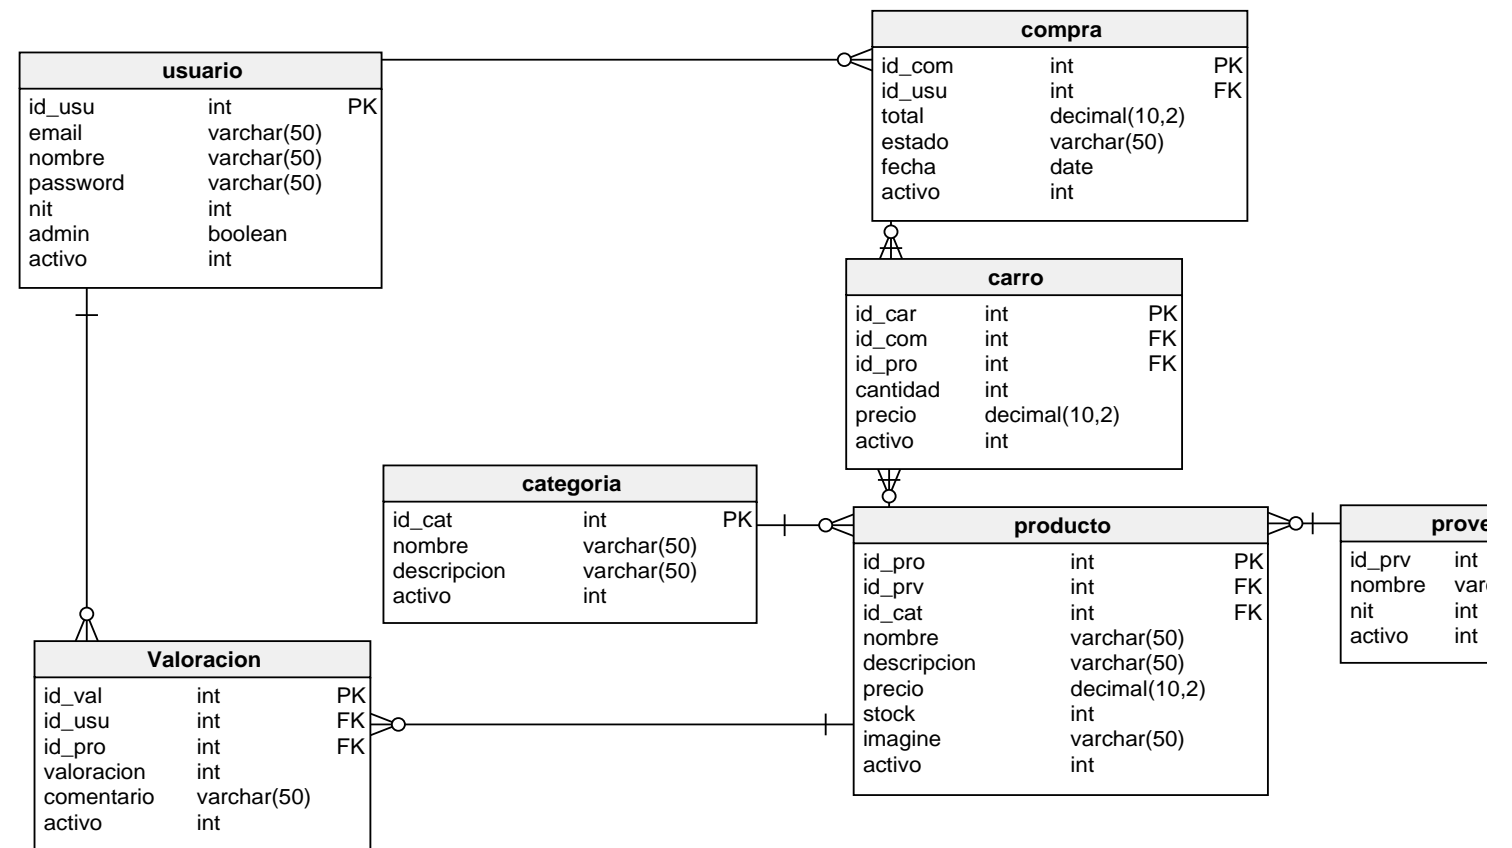 compra
id_com int PK
id_usu int FK
total decimal(10,2)
estado varchar(50)
fecha date
activo int
usuario
id_usu int PK
email varchar(50)
nombre varchar(50)
password varchar(50)
nit int
admin boolean
activo int
carro
id_car int PK
id_com int FK
id_pro int FK
cantidad int
precio decimal(10,2)
activo int
categoria
id_cat int PK
nombre varchar(50)
descripcion varchar(50)
activo int
producto
id_pro int PK
id_prv int FK
id_cat int FK
nombre varchar(50)
descripcion varchar(50)
precio decimal(10,2)
stock int
imagine varchar(50)
activo int
id_prv int
nombre
nit int
activo int
Valoracion
id_val int PK
id_usu int FK
id_pro int FK
valoracion int
comentario varchar(50)
activo int